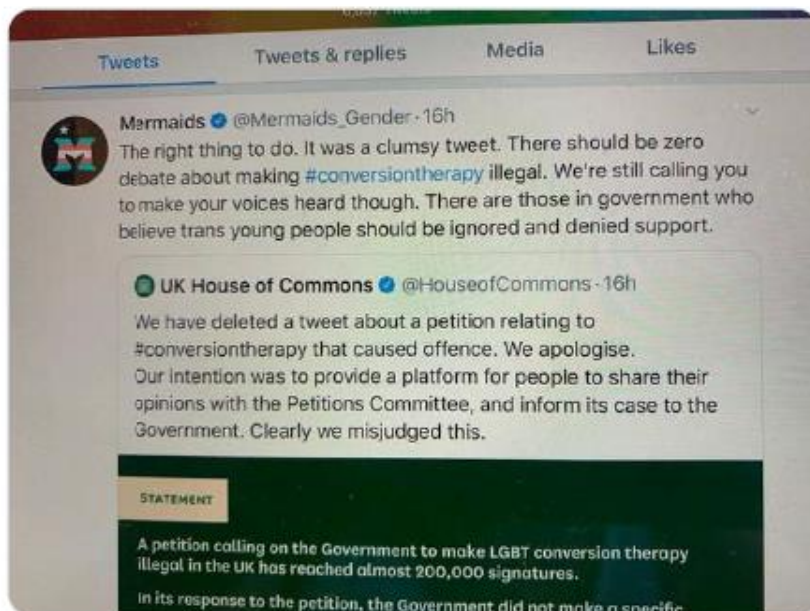 Tweets Tweets & replies Media Likes
Mermaids @Mermaids_Gender · 16h
The right thing to do. It was a clumsy tweet. There should be zero
debate about making #conversiontherapy illegal. We're still calling you
to make your voices heard though. There are those in government who
believe trans young people should be ignored and denied support.
UK House of Commons @HouseofCommons · 16h
We have deleted a tweet about a petition relating to
#conversiontherapy that caused offence. We apologise.
Our intention was to provide a platform for people to share their
opinions with the Petitions Committee, and inform its case to the
Government. Clearly we misjudged this.
STATEMENT
A petition calling on the Government to make LGBT conversion therapy
illegal in the UK has reached almost 200,000 signatures.
In its response to the petition, the Government did not make a specific